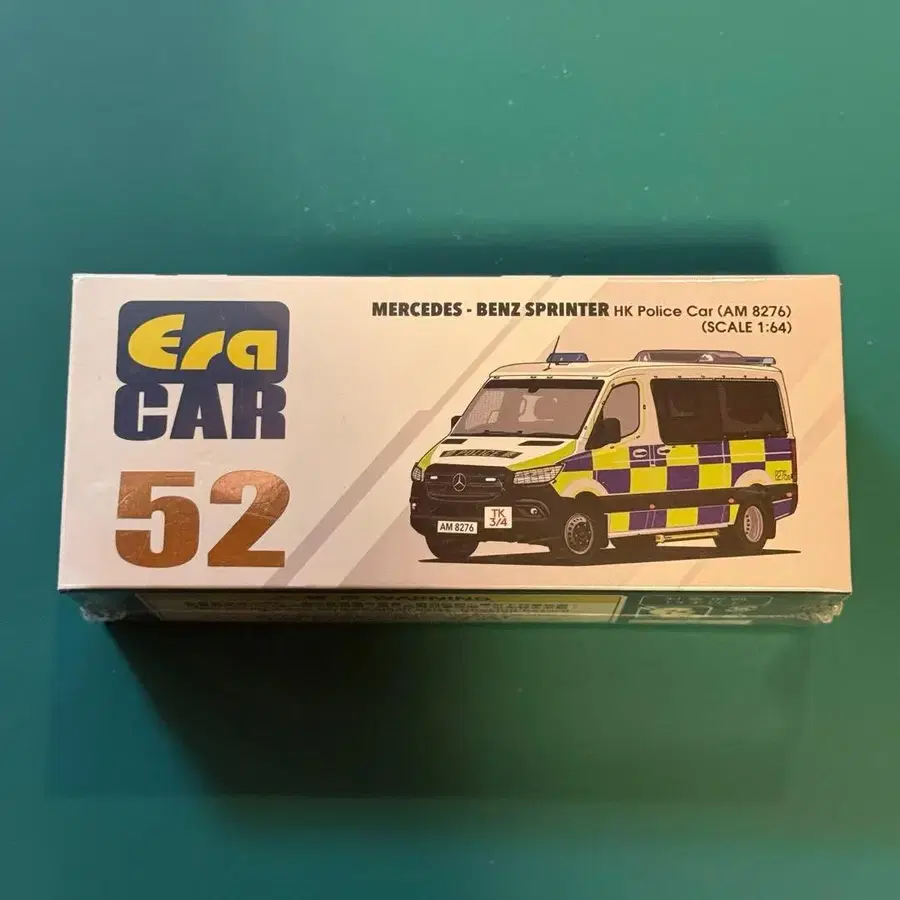 Era
CAR
52
MERCEDES - BENZ SPRINTER HK Police Car (AM 8276)
(SCALE 1:64)
POLICE
AM 8276
TK
3/4
WARNING